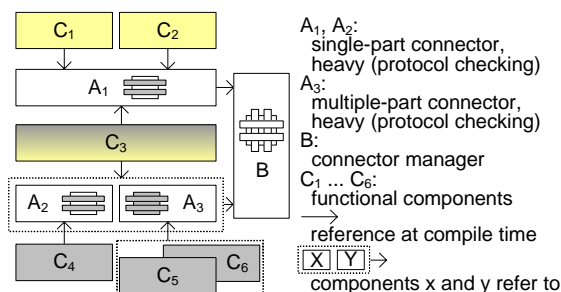 C1
C2
A1
C3
B
A2
A3
C4
C5
C6
A1, A2:
single-part connector,
heavy (protocol checking)
A3:
multiple-part connector,
heavy (protocol checking)
B:
connector manager
C1 ... C6:
functional components
reference at compile time
X Y
components x and y refer to